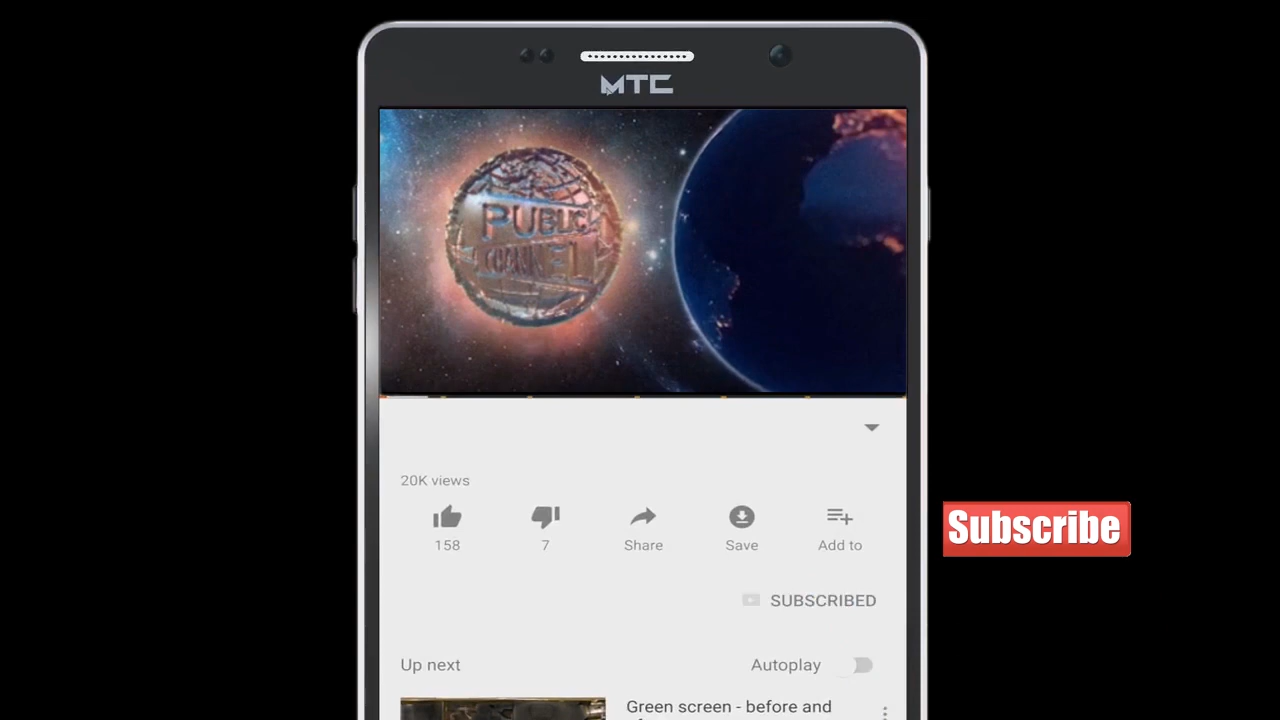 MTC
PUBLIC
CHANNEL
20K views
158
7
Share
Save
Add to
Subscribe
SUBSCRIBED
Up next
Autoplay
Green screen - before and